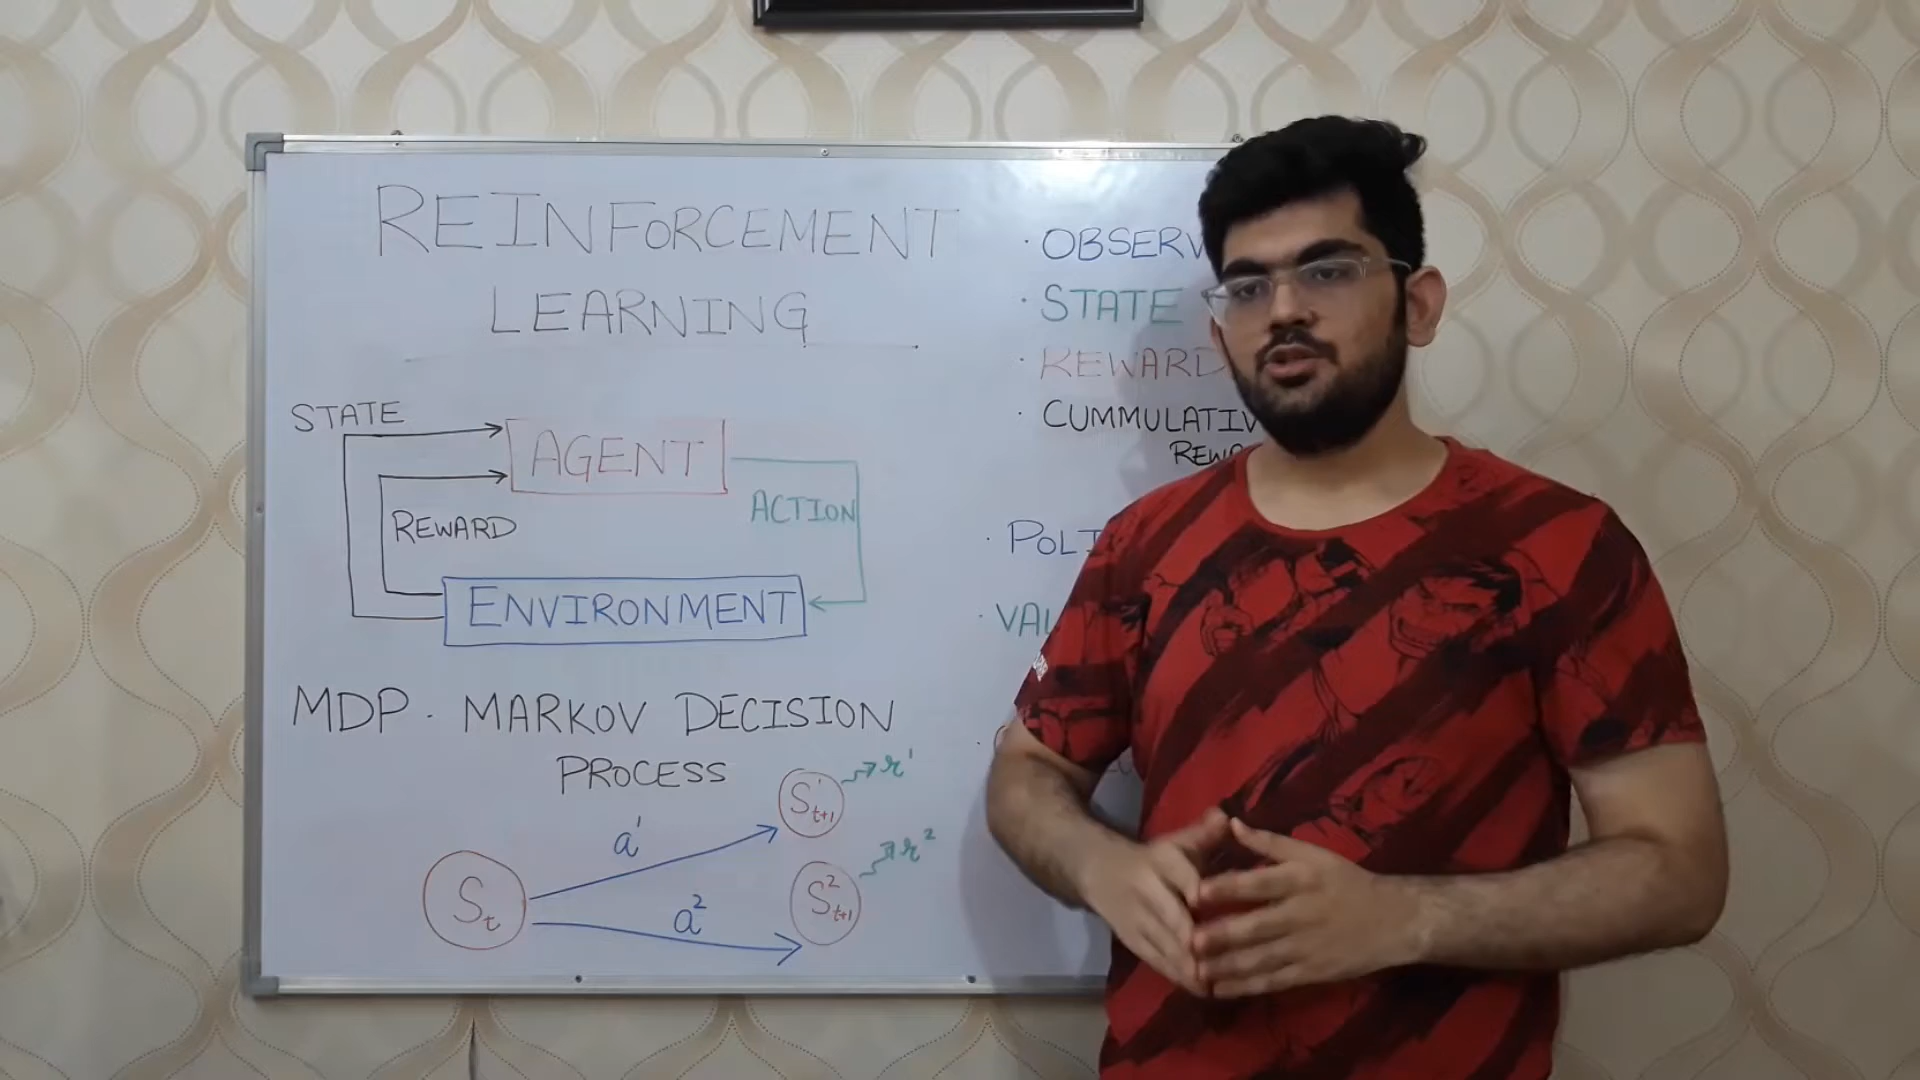 REINFORCEMENT
LEARNING
STATE
AGENT
REWARD
ACTION
ENVIRONMENT
MDP - MARKOV DECISION
PROCESS
a¹
a²
Sₜ
S¹ₜ₊₁
r¹
S²ₜ₊₁
r²
· OBSERV
· STATE
· REWARD
· CUMMULATIV
REWA
· POLI
· VAL